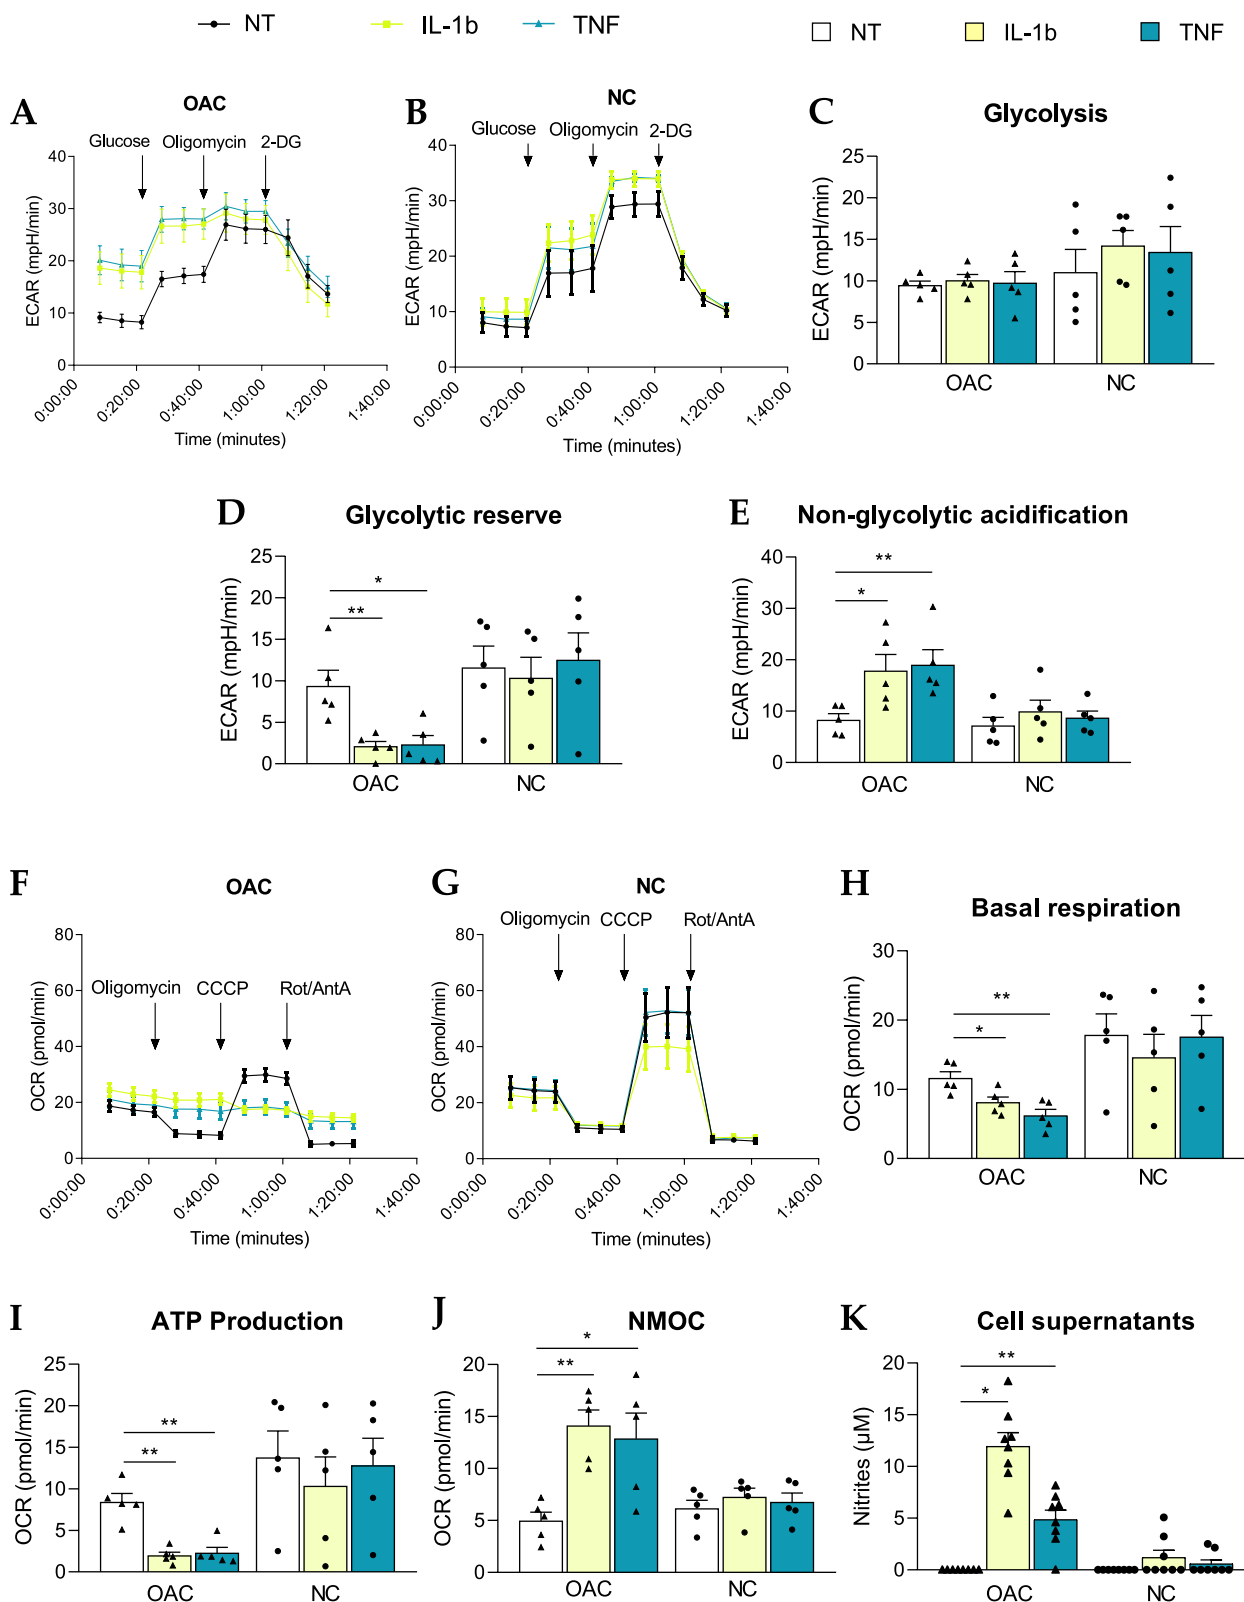 NT IL-1b TNF NT IL-1b TNF
A OAC
Glucose Oligomycin 2-DG
ECAR (mpH/min)
40
30
20
10
0
0:00:00 0:20:00 0:40:00 1:00:00 1:20:00 1:40:00
Time (minutes)
B NC
Glucose Oligomycin 2-DG
ECAR (mpH/min)
40
30
20
10
0
0:00:00 0:20:00 0:40:00 1:00:00 1:20:00 1:40:00
Time (minutes)
C Glycolysis
ECAR (mpH/min)
25
20
15
10
5
0
OAC NC
D Glycolytic reserve
ECAR (mpH/min)
25
20
15
10
5
0
*
**
OAC NC
E Non-glycolytic acidification
ECAR (mpH/min)
40
30
20
10
0
**
*
OAC NC
F OAC
Oligomycin CCCP Rot/AntA
OCR (pmol/min)
80
60
40
20
0
0:00:00 0:20:00 0:40:00 1:00:00 1:20:00 1:40:00
Time (minutes)
G NC
Oligomycin CCCP Rot/AntA
OCR (pmol/min)
80
60
40
20
0
0:00:00 0:20:00 0:40:00 1:00:00 1:20:00 1:40:00
Time (minutes)
H Basal respiration
OCR (pmol/min)
30
20
10
0
**
*
OAC NC
I ATP Production
OCR (pmol/min)
25
20
15
10
5
0
**
**
OAC NC
J NMOC
OCR (pmol/min)
20
15
10
5
0
*
**
OAC NC
K Cell supernatants
Nitrites (µM)
20
15
10
5
0
**
*
OAC NC